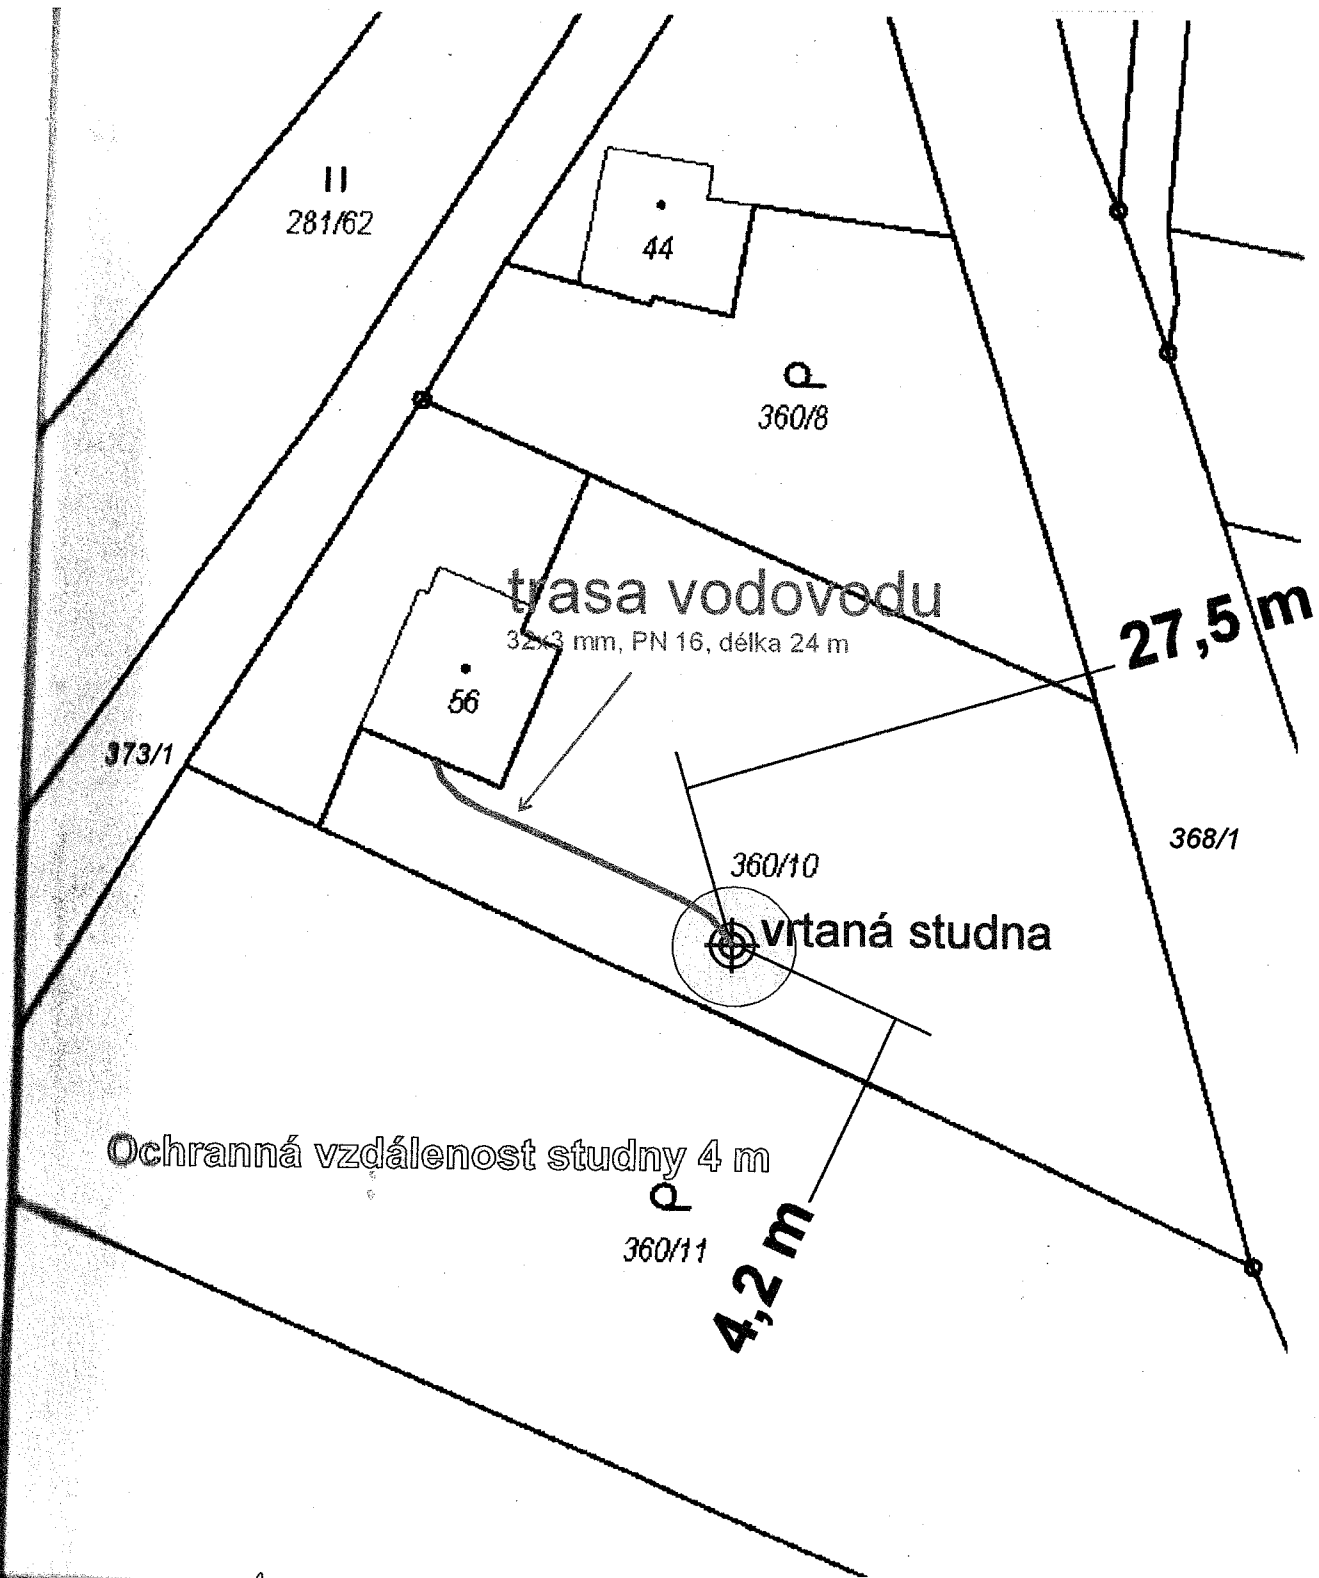 281/62
44
360/8
trasa vodovodu
32x3 mm, PN 16, délka 24 m
27,5 m
56
373/1
368/1
360/10
vrtaná studna
Ochranná vzdálenost studny 4 m
360/11
4,2 m